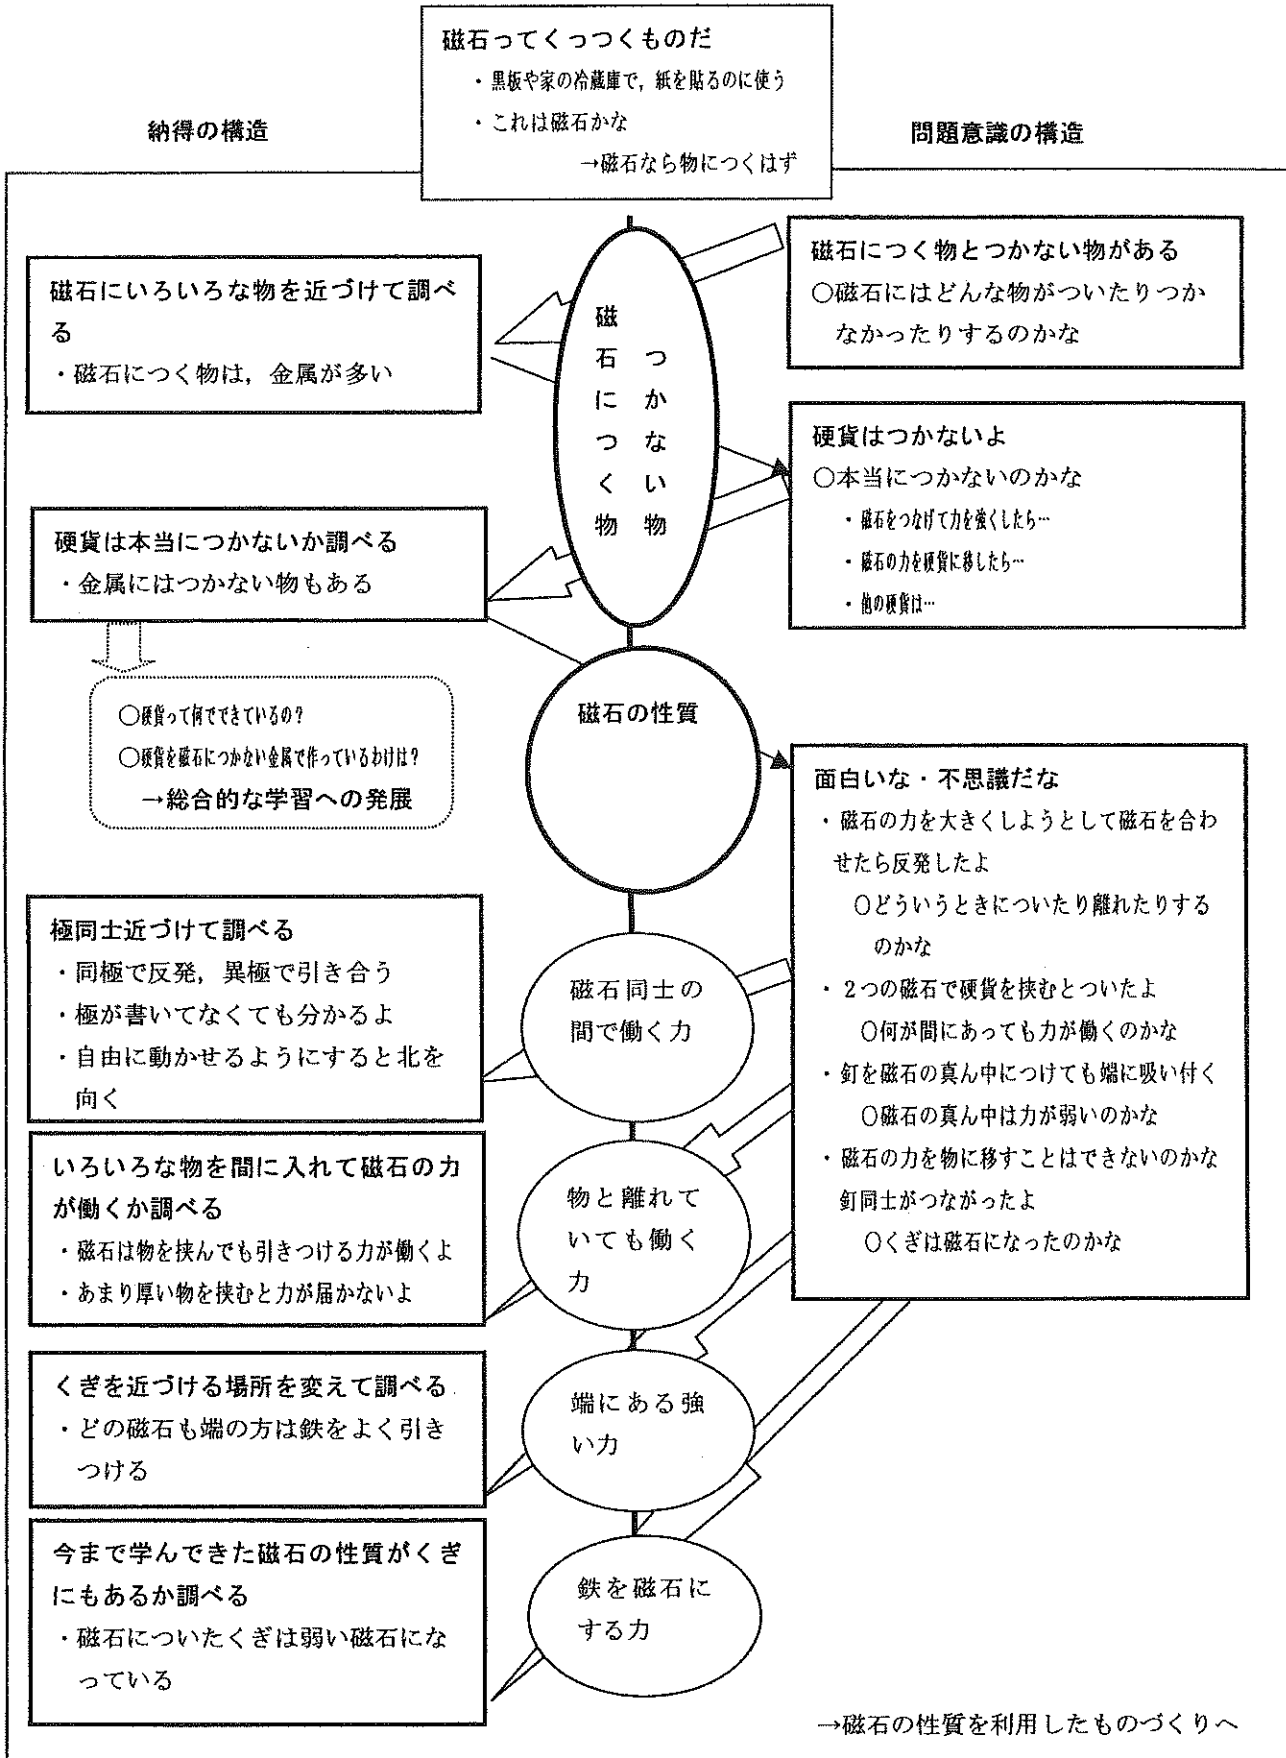 磁石ってくっつくものだ
・黒板や家の冷蔵庫で，紙を貼るのに使う
・これは磁石かな
→磁石なら物につくはず
納得の構造
問題意識の構造
磁石につく物とつかない物がある
○磁石にはどんな物がついたりつか
なかったりするのかな
磁石にいろいろな物を近づけて調べ
る
・磁石につく物は，金属が多い
磁石につく物
つかない物
硬貨はつかないよ
○本当につかないのかな
・磁石をつなげて力を強くしたら…
・磁石の力を硬貨に移したら…
・他の硬貨は…
硬貨は本当につかないか調べる
・金属にはつかない物もある
○硬貨って何でできているの？
○硬貨を磁石につかない金属で作っているわけは？
→総合的な学習への発展
磁石の性質
面白いな・不思議だな
・磁石の力を大きくしようとして磁石を合わ
せたら反発したよ
○どういうときについたり離れたりする
のかな
・２つの磁石で硬貨を挟むとついたよ
○何が間にあっても力が働くのかな
・釘を磁石の真ん中につけても端に吸い付く
○磁石の真ん中は力が弱いのかな
・磁石の力を物に移すことはできないのかな
釘同士がつながったよ
○くぎは磁石になったのかな
極同士近づけて調べる
・同極で反発，異極で引き合う
・極が書いてなくても分かるよ
・自由に動かせるようにすると北を
向く
磁石同士の
間で働く力
いろいろな物を間に入れて磁石の力
が働くか調べる
・磁石は物を挟んでも引きつける力が働くよ
・あまり厚い物を挟むと力が届かないよ
物と離れて
いても働く
力
くぎを近づける場所を変えて調べる
・どの磁石も端の方は鉄をよく引き
つける
端にある強
い力
今まで学んできた磁石の性質がくぎ
にもあるか調べる
・磁石についたくぎは弱い磁石にな
っている
鉄を磁石に
する力
→磁石の性質を利用したものづくりへ